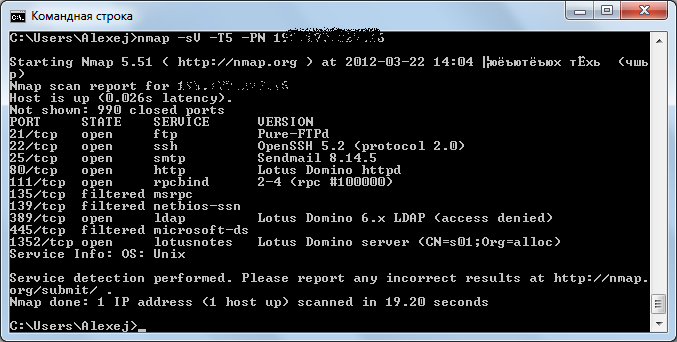 Командная строка
C:\Users\Alexej>nmap -sV -T5 -PN
Starting Nmap 5.51 ( http://nmap.org ) at 2012-03-22 14:04
р)
Nmap scan report for
Host is up (0.026s latency).
Not shown: 990 closed ports
PORT STATE SERVICE VERSION
21/tcp open ftp Pure-FTPd
22/tcp open ssh OpenSSH 5.2 (protocol 2.0)
25/tcp open smtp Sendmail 8.14.5
80/tcp open http Lotus Domino httpd
111/tcp open rpcbind 2-4 (rpc #100000)
135/tcp filtered msrpc
139/tcp filtered netbios-ssn
389/tcp open ldap Lotus Domino 6.x LDAP (access denied)
445/tcp filtered microsoft-ds
1352/tcp open lotusnotes Lotus Domino server (CN=s01;Org=alloc)
Service Info: OS: Unix
Service detection performed. Please report any incorrect results at http://nmap.
org/submit/ .
Nmap done: 1 IP address (1 host up) scanned in 19.20 seconds
C:\Users\Alexej>_